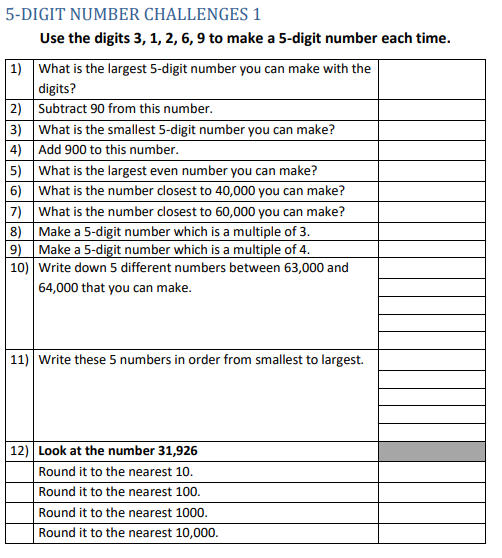 5-DIGIT NUMBER CHALLENGES 1
Use the digits 3, 1, 2, 6, 9 to make a 5-digit number each time.
1) What is the largest 5-digit number you can make with the
digits?
2) Subtract 90 from this number.
3) What is the smallest 5-digit number you can make?
4) Add 900 to this number.
5) What is the largest even number you can make?
6) What is the number closest to 40,000 you can make?
7) What is the number closest to 60,000 you can make?
8) Make a 5-digit number which is a multiple of 3.
9) Make a 5-digit number which is a multiple of 4.
10) Write down 5 different numbers between 63,000 and
64,000 that you can make.
11) Write these 5 numbers in order from smallest to largest.
12) Look at the number 31,926
Round it to the nearest 10.
Round it to the nearest 100.
Round it to the nearest 1000.
Round it to the nearest 10,000.